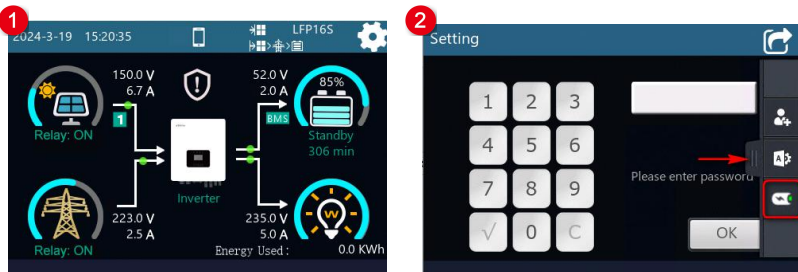 1
2024-3-19 15:20:35
LFP16S
150.0 V
6.7 A
1
Relay: ON
52.0 V
2.0 A
BMS
85%
Standby
306 min
Inverter
223.0 V
2.5 A
Relay: ON
235.0 V
5.0 A
W
Energy Used: 0.0 KWh
2
Setting
1 2 3
4 5 6
7 8 9
√ 0 C
Please enter password
A
OK